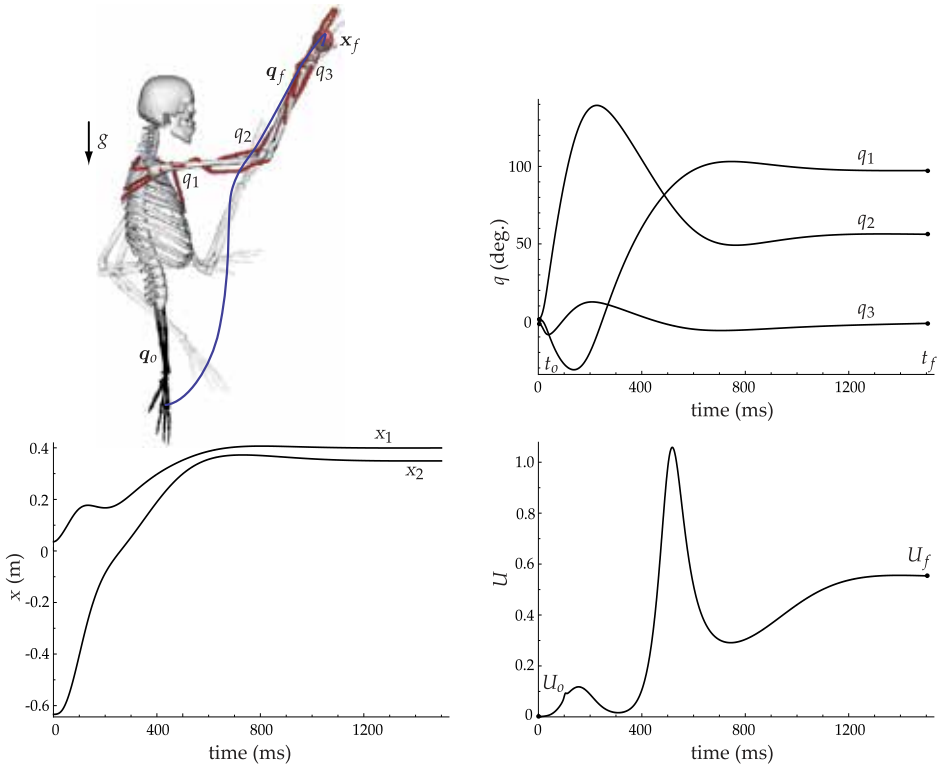 x_f
q_f
q_3
g
q_2
q_1
q_o
q (deg.)
100
50
0
q_1
q_2
q_3
t_o
t_f
0
400
800
1200
time (ms)
x (m)
0.4
0.2
0
-0.2
-0.4
-0.6
x_1
x_2
0
400
800
1200
time (ms)
U
1.0
0.8
0.6
0.4
0.2
0
U_o
U_f
0
400
800
1200
time (ms)